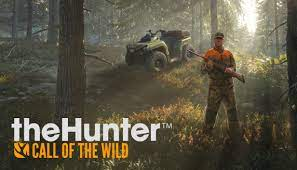 theHunter™
CALL OF THE WILD